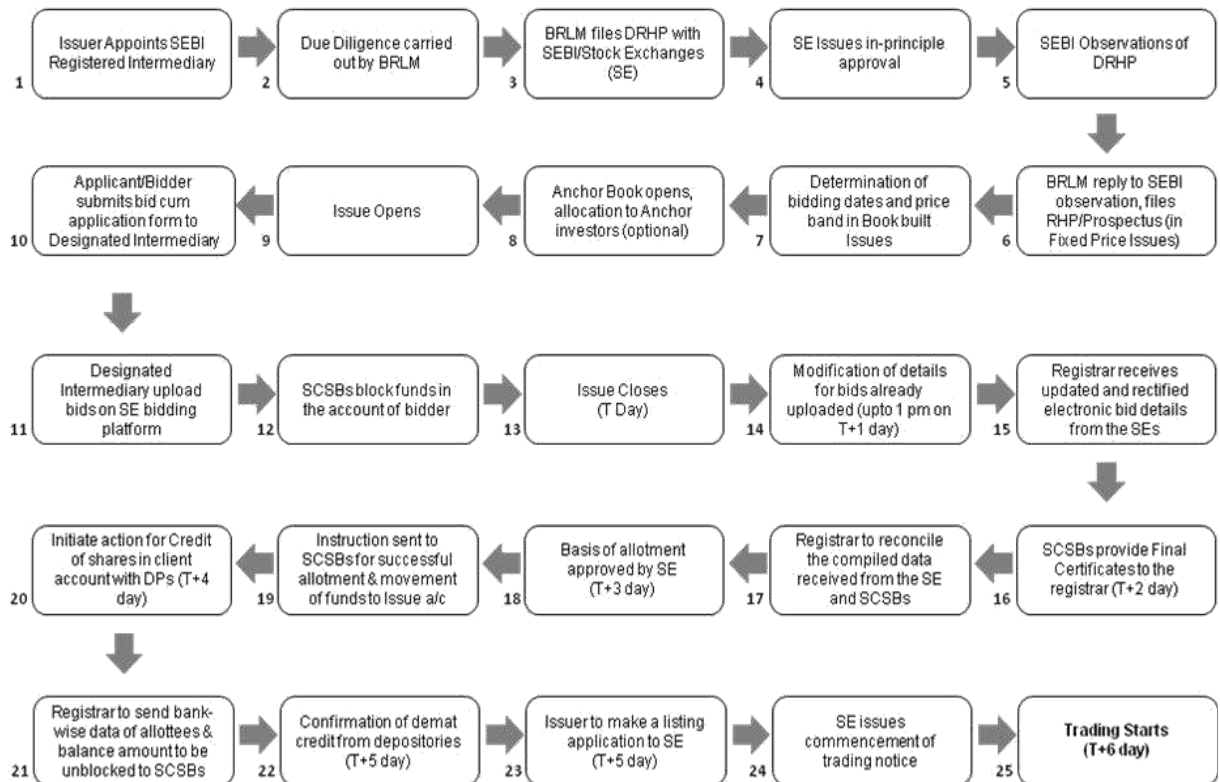 Issuer Appoints SEBI
Registered Intermediary
1
Due Diligence carried
out by BRLM
2
BRLM files DRHP with
SEBI/Stock Exchanges
(SE)
3
SE Issues in-principle
approval
4
SEBI Observations of
DRHP
5
BRLM reply to SEBI
observation, files
RHP/Prospectus (in
Fixed Price Issues)
6
Determination of
bidding dates and price
band in Book built
Issues
7
Anchor Book opens,
allocation to Anchor
investors (optional)
8
Issue Opens
9
Applicant/Bidder
submits bid cum
application form to
Designated Intermediary
10
Designated
Intermediary upload
bids on SE bidding
platform
11
SCSBs block funds in
the account of bidder
12
Issue Closes
(T Day)
13
Modification of details
for bids already
uploaded (upto 1 pm on
T+1 day)
14
Registrar receives
updated and rectified
electronic bid details
from the SEs
15
SCSBs provide Final
Certificates to the
registrar (T+2 day)
16
Registrar to reconcile
the compiled data
received from the SE
and SCSBs
17
Basis of allotment
approved by SE
(T+3 day)
18
Instruction sent to
SCSBs for successful
allotment & movement
of funds to Issue a/c
19
Initiate action for Credit
of shares in client
account with DPs (T+4
day)
20
Registrar to send bank-
wise data of allottees &
balance amount to be
unblocked to SCSBs
21
Confirmation of demat
credit from depositories
(T+5 day)
22
Issuer to make a listing
application to SE
(T+5 day)
23
SE issues
commencement of
trading notice
24
Trading Starts
(T+6 day)
25